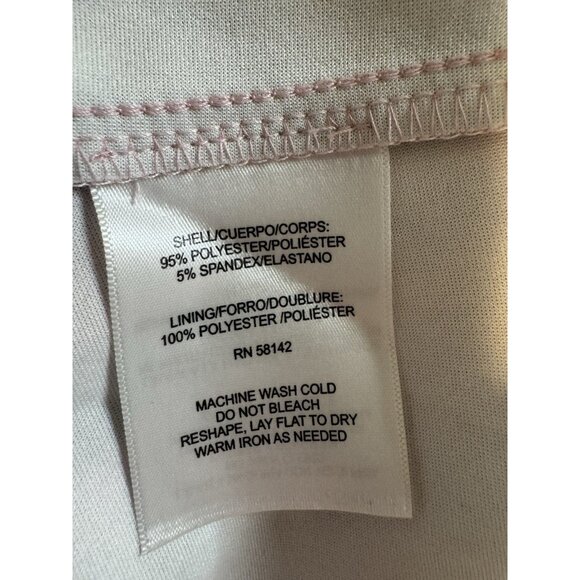 SHELL/CUERPO/CORPS:
95% POLYESTER/POLIÉSTER
5% SPANDEX/ELASTANO
LINING/FORRO/DOUBLURE:
100% POLYESTER /POLIÉSTER
RN 58142
MACHINE WASH COLD
DO NOT BLEACH
RESHAPE, LAY FLAT TO DRY
WARM IRON AS NEEDED